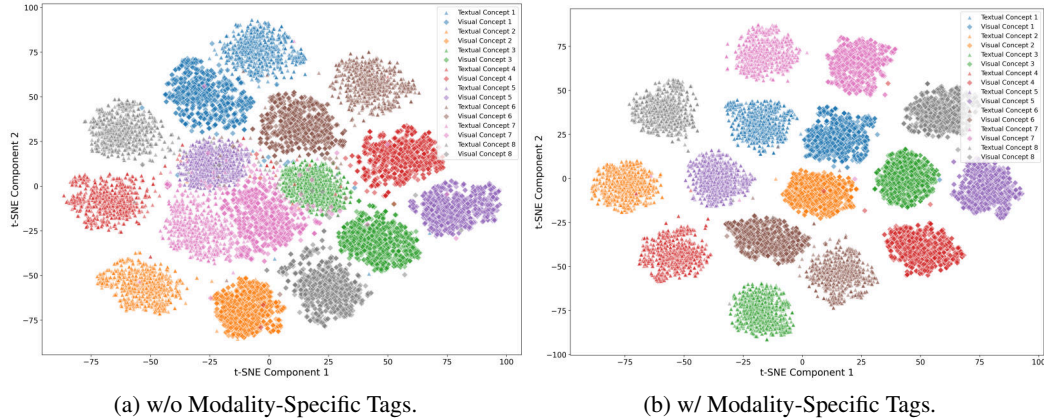 75
50
25
0
−25
−50
−75
−75
−50
−25
0
25
50
75
100
t-SNE Component 2
t-SNE Component 1
Textual Concept 1
Visual Concept 1
Textual Concept 2
Visual Concept 2
Textual Concept 3
Visual Concept 3
Textual Concept 4
Visual Concept 4
Textual Concept 5
Visual Concept 5
Textual Concept 6
Visual Concept 6
Textual Concept 7
Visual Concept 7
Textual Concept 8
Visual Concept 8
(a) w/o Modality-Specific Tags.
75
50
25
0
−25
−50
−75
−100
−100
−75
−50
−25
0
25
50
75
100
t-SNE Component 2
t-SNE Component 1
Textual Concept 1
Visual Concept 1
Textual Concept 2
Visual Concept 2
Textual Concept 3
Visual Concept 3
Textual Concept 4
Visual Concept 4
Textual Concept 5
Visual Concept 5
Textual Concept 6
Visual Concept 6
Textual Concept 7
Visual Concept 7
Textual Concept 8
Visual Concept 8
(b) w/ Modality-Specific Tags.